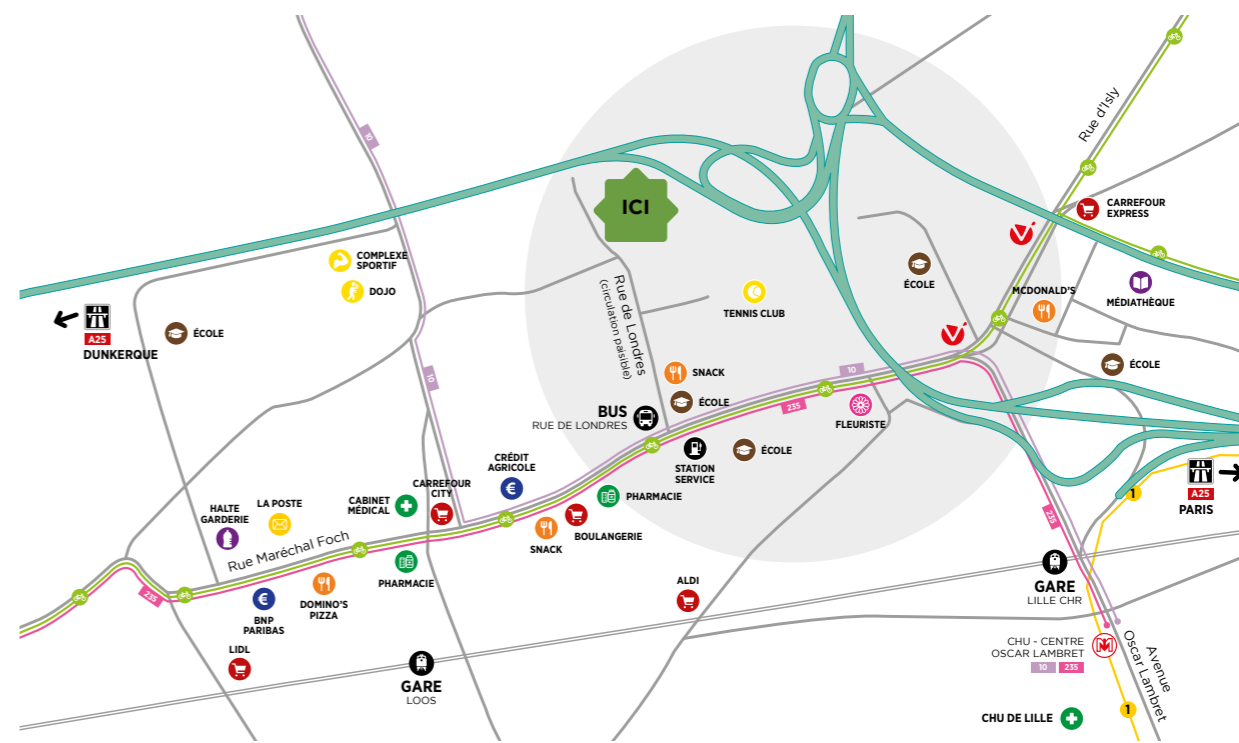 10
Rue d'Isly
ICI
CARREFOUR
EXPRESS
COMPLEXE
SPORTIF
DOJO
ÉCOLE
TENNIS CLUB
MCDONALD'S
MÉDIATHÈQUE
A25
DUNKERQUE
ÉCOLE
Rue de Londres
(circulation paisible)
10
SNACK
10
ÉCOLE
ÉCOLE
235
BUS
RUE DE LONDRES
FLEURISTE
STATION
SERVICE
ÉCOLE
CRÉDIT
AGRICOLE
CARREFOUR
CITY
CABINET
MÉDICAL
PHARMACIE
LA POSTE
HALTE
GARDERIE
SNACK
BOULANGERIE
Rue Maréchal Foch
PHARMACIE
A25
PARIS
1
235
235
BNP
PARIBAS
DOMINO'S
PIZZA
ALDI
GARE
LILLE CHR
LIDL
GARE
LOOS
CHU - CENTRE
OSCAR LAMBRET
10 235
M
Avenue
Oscar Lambret
1
CHU DE LILLE